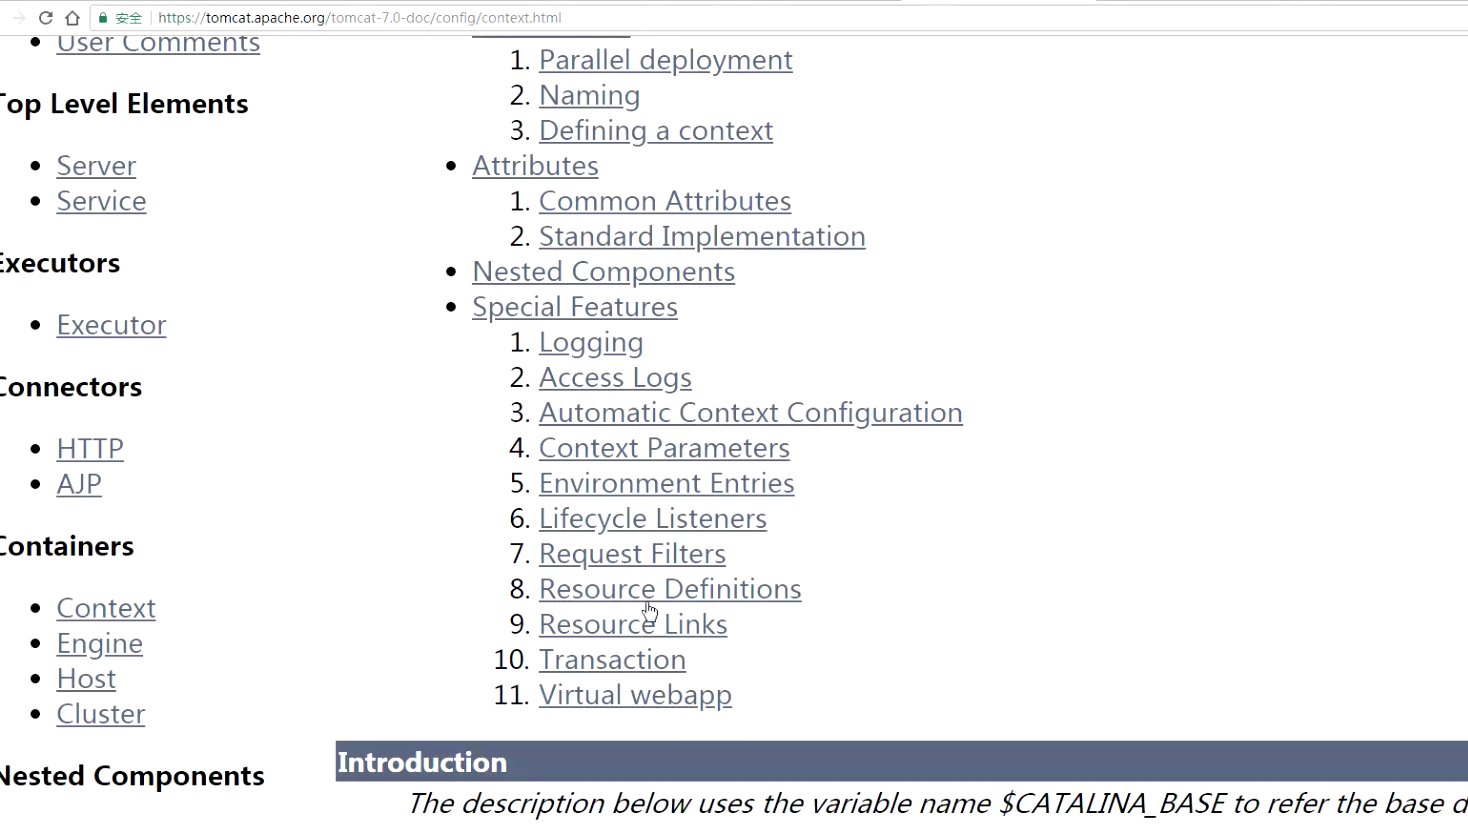 安全 https://tomcat.apache.org/tomcat-7.0-doc/config/context.html
User Comments
Top Level Elements
Server
Service
Executors
Executor
Connectors
HTTP
AJP
Containers
Context
Engine
Host
Cluster
Nested Components
1. Parallel deployment
2. Naming
3. Defining a context
Attributes
1. Common Attributes
2. Standard Implementation
Nested Components
Special Features
1. Logging
2. Access Logs
3. Automatic Context Configuration
4. Context Parameters
5. Environment Entries
6. Lifecycle Listeners
7. Request Filters
8. Resource Definitions
9. Resource Links
10. Transaction
11. Virtual webapp
Introduction
The description below uses the variable name $CATALINA_BASE to refer the base d